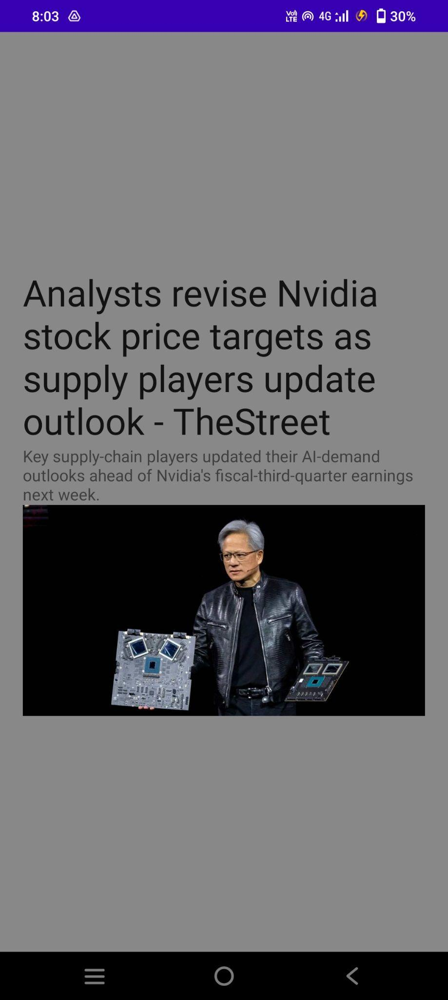 8:03
Vo) LTE 4G 30%
Analysts revise Nvidia
stock price targets as
supply players update
outlook - TheStreet
Key supply-chain players updated their AI-demand
outlooks ahead of Nvidia's fiscal-third-quarter earnings
next week.